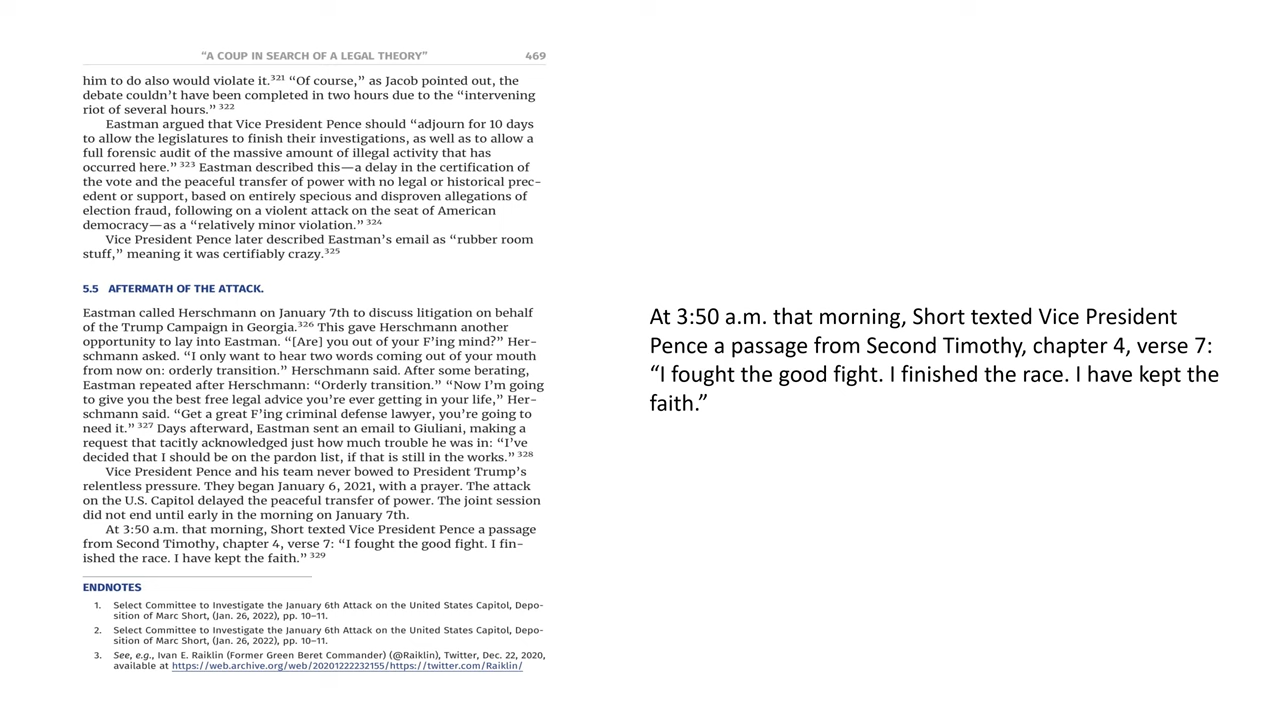 “A COUP IN SEARCH OF A LEGAL THEORY” 469
him to do also would violate it.321 “Of course,” as Jacob pointed out, the
debate couldn’t have been completed in two hours due to the “intervening
riot of several hours.” 322
Eastman argued that Vice President Pence should “adjourn for 10 days
to allow the legislatures to finish their investigations, as well as to allow a
full forensic audit of the massive amount of illegal activity that has
occurred here.” 323 Eastman described this—a delay in the certification of
the vote and the peaceful transfer of power with no legal or historical prec-
edent or support, based on entirely specious and disproven allegations of
election fraud, following on a violent attack on the seat of American
democracy—as a “relatively minor violation.” 324
Vice President Pence later described Eastman’s email as “rubber room
stuff,” meaning it was certifiably crazy.325
5.5 AFTERMATH OF THE ATTACK.
Eastman called Herschmann on January 7th to discuss litigation on behalf
of the Trump Campaign in Georgia.326 This gave Herschmann another
opportunity to lay into Eastman. “[Are] you out of your F’ing mind?” Her-
schmann asked. “I only want to hear two words coming out of your mouth
from now on: orderly transition.” Herschmann said. After some berating,
Eastman repeated after Herschmann: “Orderly transition.” “Now I’m going
to give you the best free legal advice you’re ever getting in your life,” Her-
schmann said. “Get a great F’ing criminal defense lawyer, you’re going to
need it.” 327 Days afterward, Eastman sent an email to Giuliani, making a
request that tacitly acknowledged just how much trouble he was in: “I’ve
decided that I should be on the pardon list, if that is still in the works.” 328
Vice President Pence and his team never bowed to President Trump’s
relentless pressure. They began January 6, 2021, with a prayer. The attack
on the U.S. Capitol delayed the peaceful transfer of power. The joint session
did not end until early in the morning on January 7th.
At 3:50 a.m. that morning, Short texted Vice President Pence a passage
from Second Timothy, chapter 4, verse 7: “I fought the good fight. I fin-
ished the race. I have kept the faith.” 329
ENDNOTES
1. Select Committee to Investigate the January 6th Attack on the United States Capitol, Depo-
sition of Marc Short, (Jan. 26, 2022), pp. 10–11.
2. Select Committee to Investigate the January 6th Attack on the United States Capitol, Depo-
sition of Marc Short, (Jan. 26, 2022), pp. 10–11.
3. See, e.g., Ivan E. Raiklin (Former Green Beret Commander) (@Raiklin), Twitter, Dec. 22, 2020,
available at https://web.archive.org/web/20201222232155/https://twitter.com/Raiklin/
At 3:50 a.m. that morning, Short texted Vice President
Pence a passage from Second Timothy, chapter 4, verse 7:
“I fought the good fight. I finished the race. I have kept the
faith.”